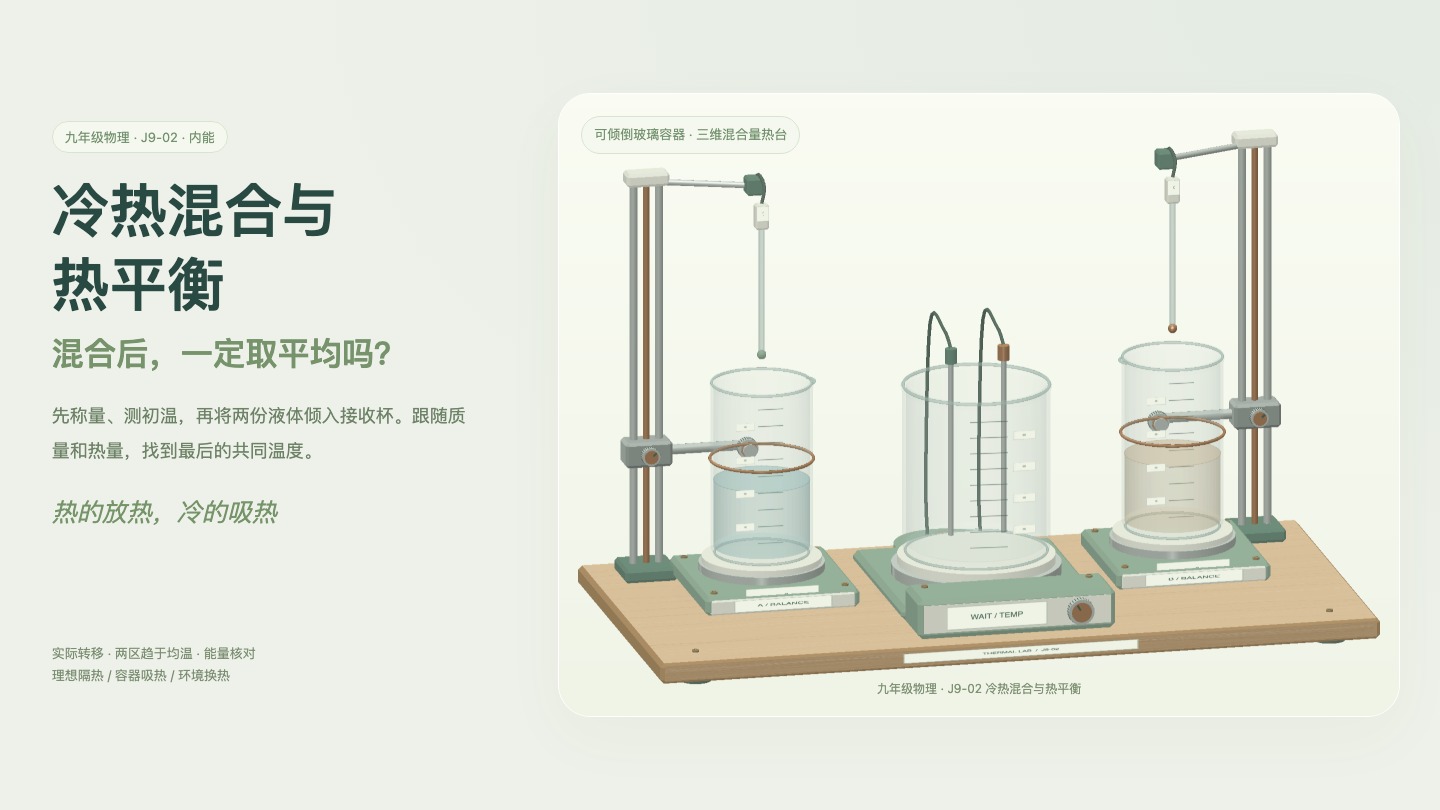 九年级物理 · J9-02 · 内能
冷热混合与
热平衡
混合后，一定取平均吗？
先称量、测初温，再将两份液体倾入接收杯。跟随质
量和热量，找到最后的共同温度。
热的放热，冷的吸热
实际转移 · 两区趋于均温 · 能量核对
理想隔热 / 容器吸热 / 环境换热
可倾倒玻璃容器 · 三维混合量热台
A / BALANCE
WAIT / TEMP
B / BALANCE
THERMAL LAB / J9-02
九年级物理 · J9-02 冷热混合与热平衡